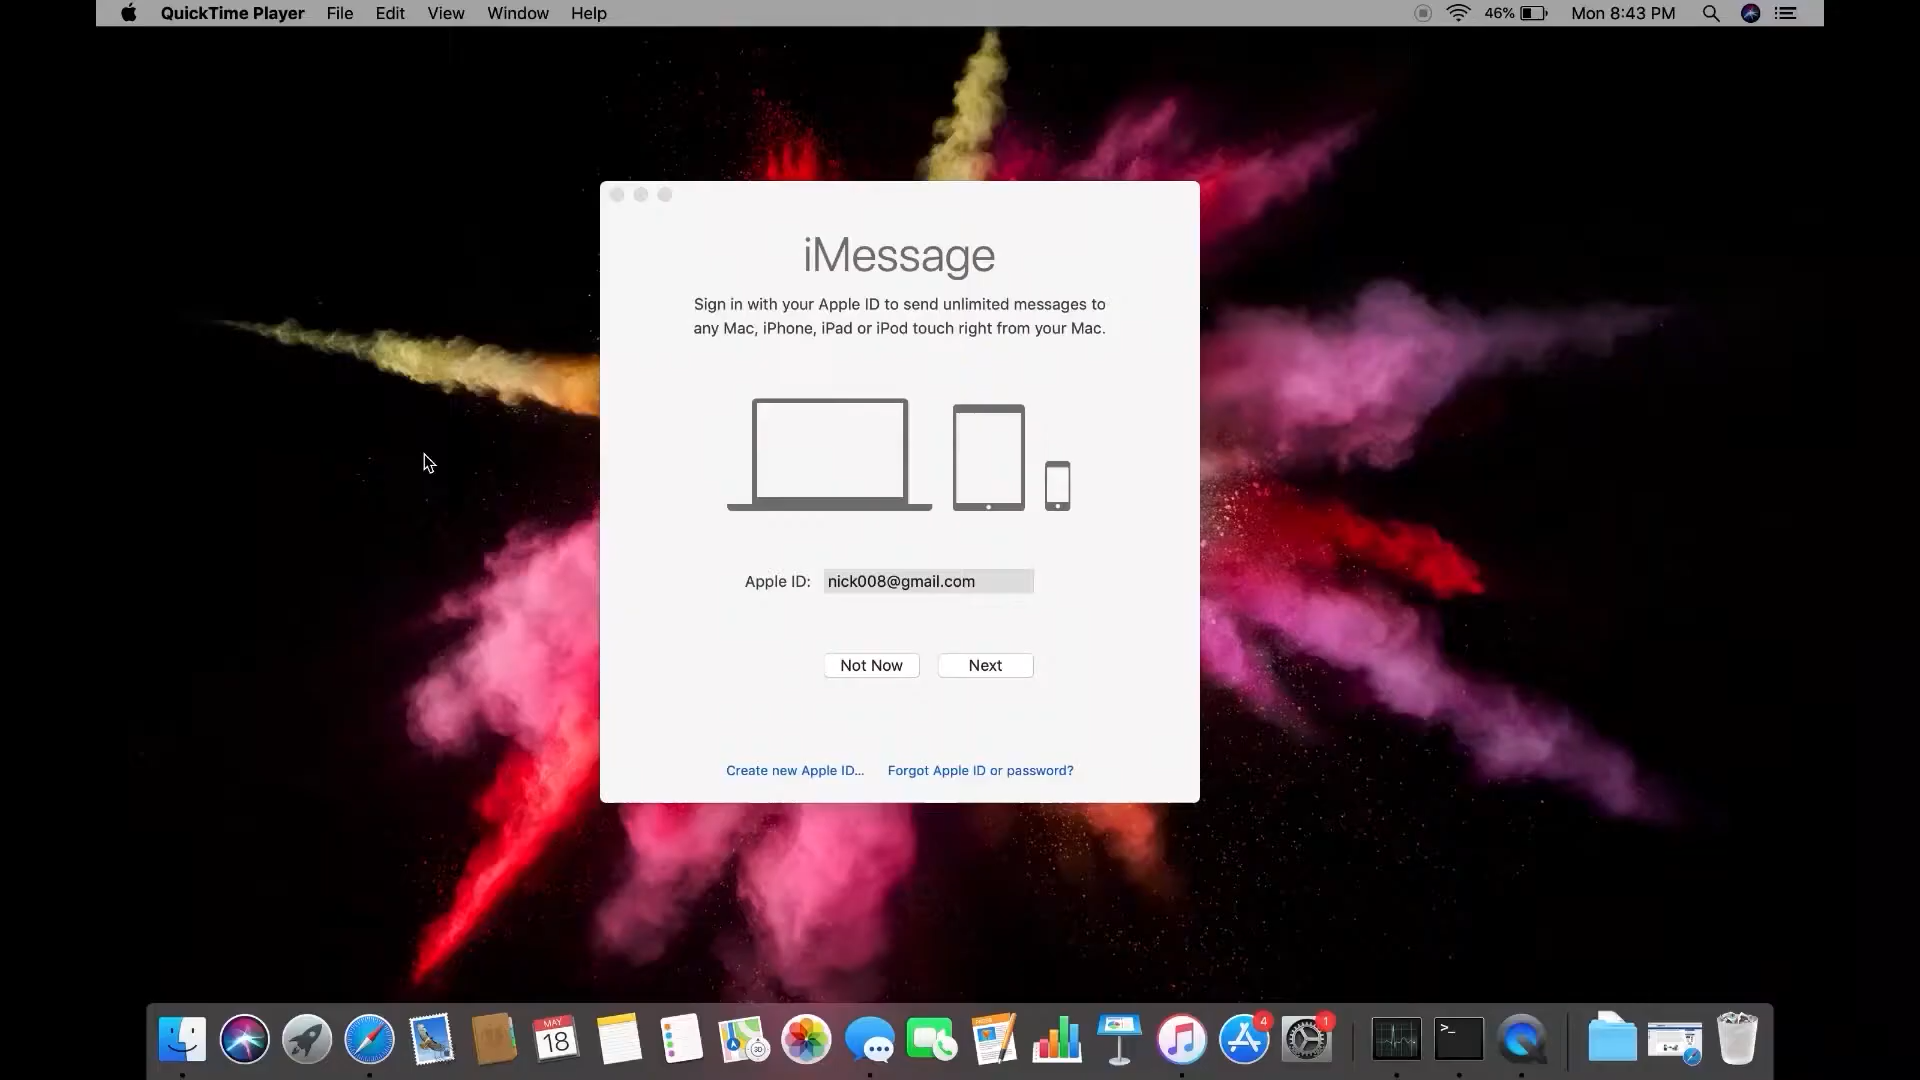 QuickTime Player File Edit View Window Help 46% Mon 8:43 PM
iMessage
Sign in with your Apple ID to send unlimited messages to
any Mac, iPhone, iPad or iPod touch right from your Mac.
Apple ID: nick008@gmail.com
Not Now Next
Create new Apple ID... Forgot Apple ID or password?
MAY
18
3D
4
1
>_